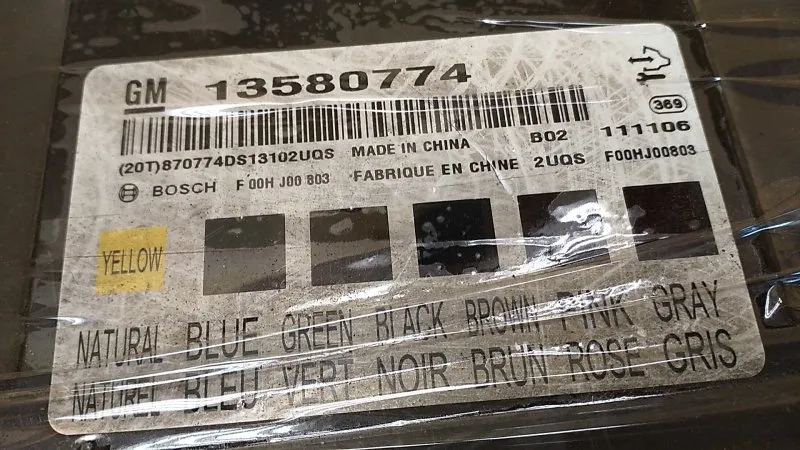 GM 13580774
369
(20T)870774DS13102UQS MADE IN CHINA B02 111106
BOSCH F 00H J00 803 FABRIQUE EN CHINE 2UQS F00HJ00803
YELLOW
NATURAL BLUE GREEN BLACK BROWN PINK GRAY
NATUREL BLEU VERT NOIR BRUN ROSE GRIS